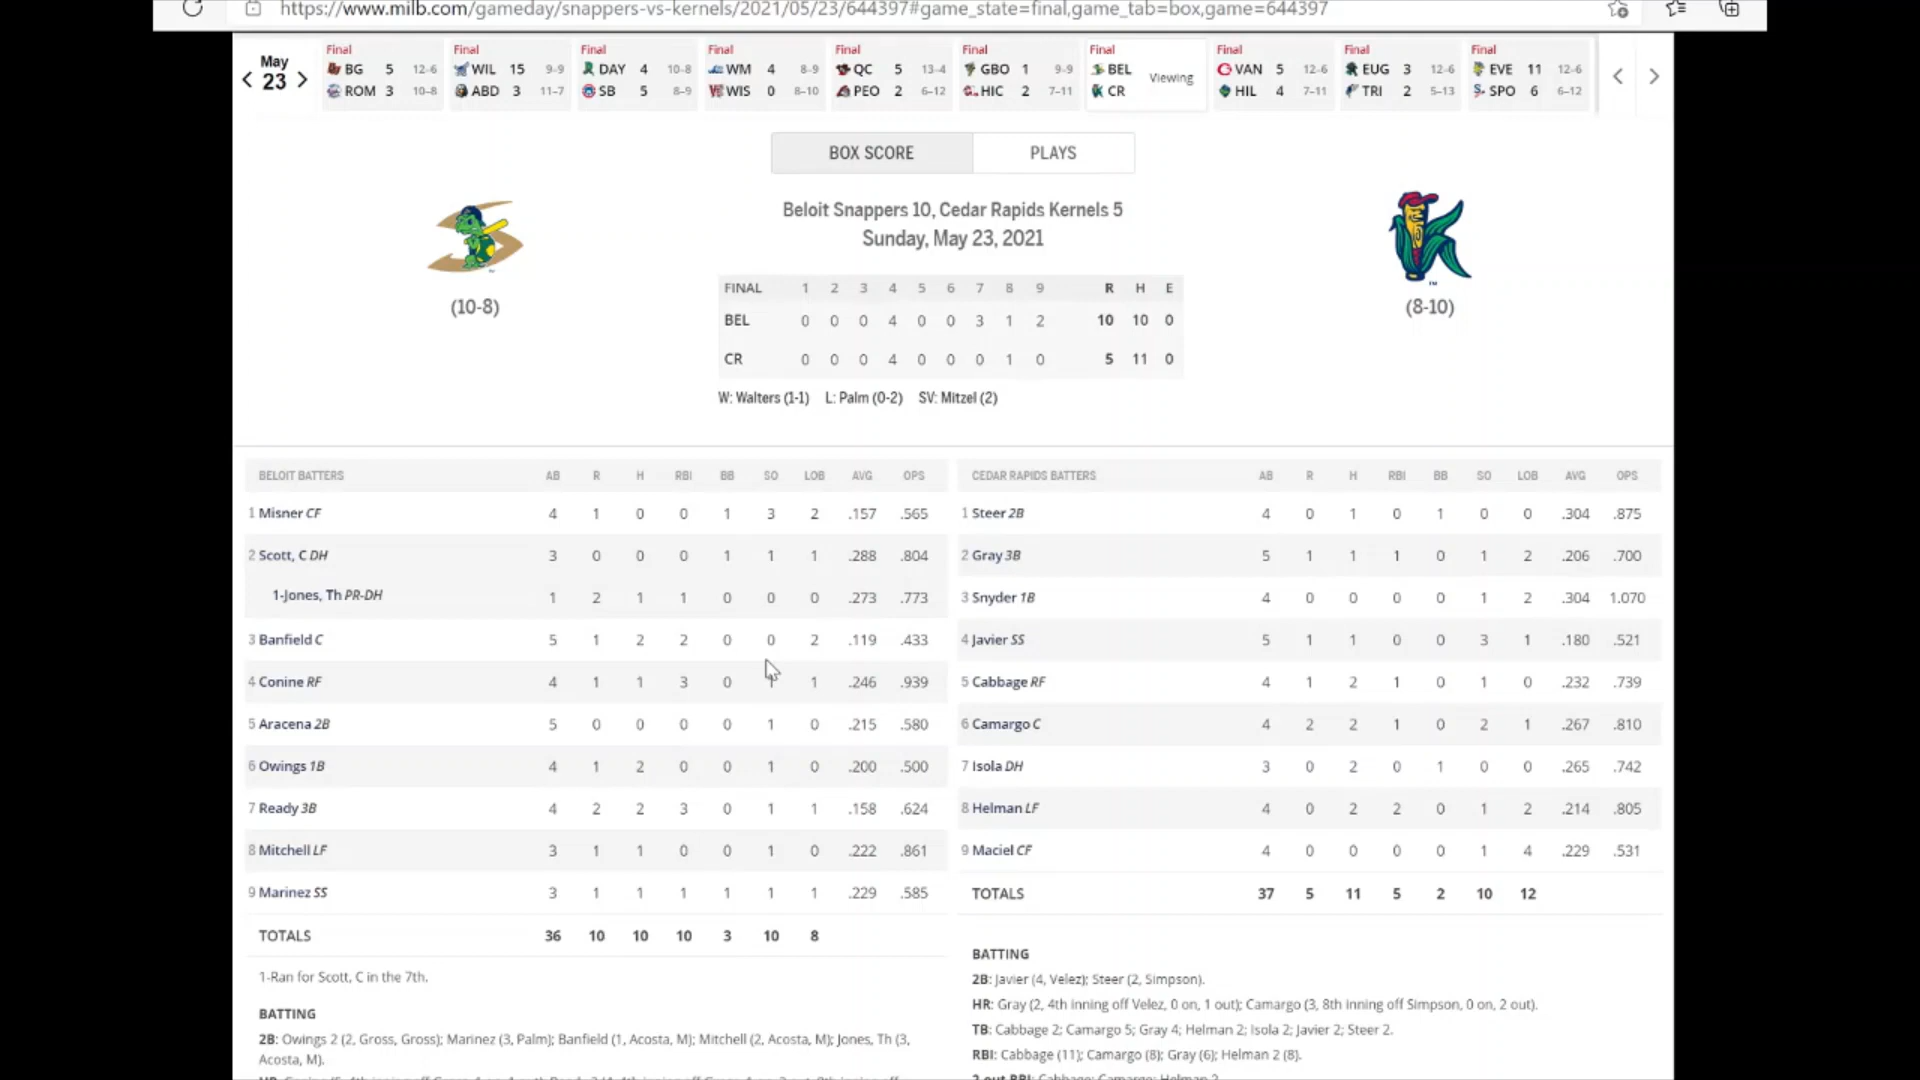 https://www.milb.com/gameday/snappers-vs-kernels/2021/05/23/644397#game_state=final,game_tab=box,game=644397
May
23
Final Final Final Final Final Final Final Final Final Final
BG 5 12-6 WIL 15 9-9 DAY 4 10-8 WM 4 8-9 QC 5 13-4 GBO 1 9-9 BEL Viewing VAN 5 12-6 EUG 3 12-6 EVE 11 12-6
ROM 3 10-8 ABD 3 11-7 SB 5 8-9 WIS 0 8-10 PEO 2 6-12 HIC 2 7-11 CR HIL 4 7-11 TRI 2 5-13 SPO 6 6-12
BOX SCORE PLAYS
Beloit Snappers 10, Cedar Rapids Kernels 5
Sunday, May 23, 2021
(10-8)
(8-10)
FINAL 1 2 3 4 5 6 7 8 9 R H E
BEL 0 0 0 4 0 0 3 1 2 10 10 0
CR 0 0 0 4 0 0 0 1 0 5 11 0
W: Walters (1-1) L: Palm (0-2) SV: Mitzel (2)
BELOIT BATTERS AB R H RBI BB SO LOB AVG OPS
1 Misner CF 4 1 0 0 1 3 2 .157 .565
2 Scott, C DH 3 0 0 0 1 1 1 .288 .804
1-Jones, Th PR-DH 1 2 1 1 0 0 0 .273 .773
3 Banfield C 5 1 2 2 0 0 2 .119 .433
4 Conine RF 4 1 1 3 0 1 1 .246 .939
5 Aracena 2B 5 0 0 0 0 1 0 .215 .580
6 Owings 1B 4 1 2 0 0 1 0 .200 .500
7 Ready 3B 4 2 2 3 0 1 1 .158 .624
8 Mitchell LF 3 1 1 0 0 1 0 .222 .861
9 Marinez SS 3 1 1 1 1 1 1 .229 .585
TOTALS 36 10 10 10 3 10 8
1-Ran for Scott, C in the 7th.
BATTING
2B: Owings 2 (2, Gross, Gross); Marinez (3, Palm); Banfield (1, Acosta, M); Mitchell (2, Acosta, M); Jones, Th (3,
Acosta, M).
CEDAR RAPIDS BATTERS AB R H RBI BB SO LOB AVG OPS
1 Steer 2B 4 0 1 0 1 0 0 .304 .875
2 Gray 3B 5 1 1 1 0 1 2 .206 .700
3 Snyder 1B 4 0 0 0 0 1 2 .304 1.070
4 Javier SS 5 1 1 0 0 3 1 .180 .521
5 Cabbage RF 4 1 2 1 0 1 0 .232 .739
6 Camargo C 4 2 2 1 0 2 1 .267 .810
7 Isola DH 3 0 2 0 1 0 0 .265 .742
8 Helman LF 4 0 2 2 0 1 2 .214 .805
9 Maciel CF 4 0 0 0 0 1 4 .229 .531
TOTALS 37 5 11 5 2 10 12
BATTING
2B: Javier (4, Velez); Steer (2, Simpson).
HR: Gray (2, 4th inning off Velez, 0 on, 1 out); Camargo (3, 8th inning off Simpson, 0 on, 2 out).
TB: Cabbage 2; Camargo 5; Gray 4; Helman 2; Isola 2; Javier 2; Steer 2.
RBI: Cabbage (11); Camargo (8); Gray (6); Helman 2 (8).
2-out RBI: Cabbage; Camargo; Helman 2.